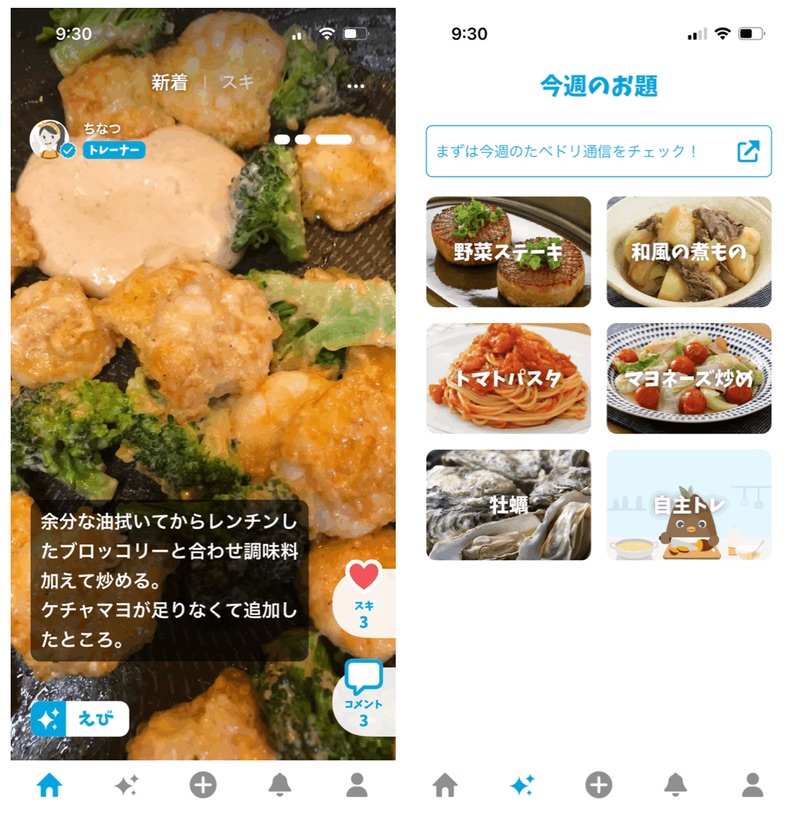 9:30
新着 | スキ
ちなつ
トレーナー
余分な油拭いてからレンチンし
たブロッコリーと合わせ調味料
加えて炒める。
ケチャマヨが足りなくて追加し
たところ。
スキ
3
コメント
3
えび
9:30
今週のお題
まずは今週のたべドリ通信をチェック！
野菜ステーキ
和風の煮もの
トマトパスタ
マヨネーズ炒め
牡蠣
自主トレ